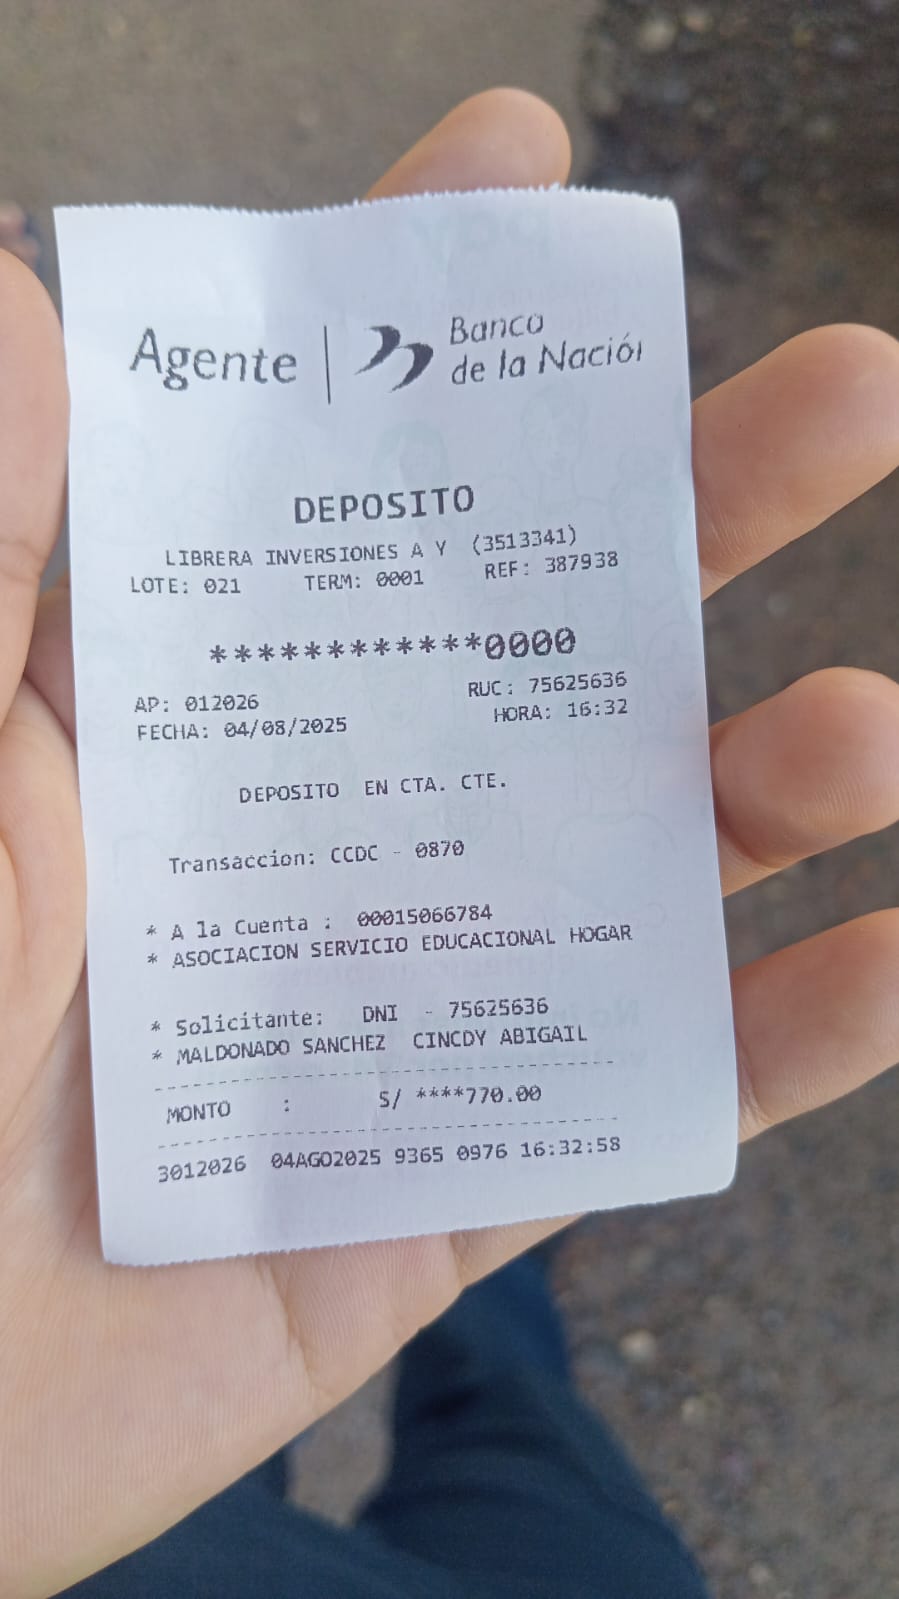 Agente | Banco
de la Nación
DEPOSITO
LIBRERA INVERSIONES A Y (3513341)
LOTE: 021 TERM: 0001 REF: 387938
************0000
AP: 012026 RUC: 75625636
FECHA: 04/08/2025 HORA: 16:32
DEPOSITO EN CTA. CTE.
Transaccion: CCDC - 0870
* A la Cuenta : 00015066784
* ASOCIACION SERVICIO EDUCACIONAL HOGAR
* Solicitante: DNI - 75625636
* MALDONADO SANCHEZ CINCDY ABIGAIL
MONTO : S/ ****770.00
3012026 04AGO2025 9365 0976 16:32:58